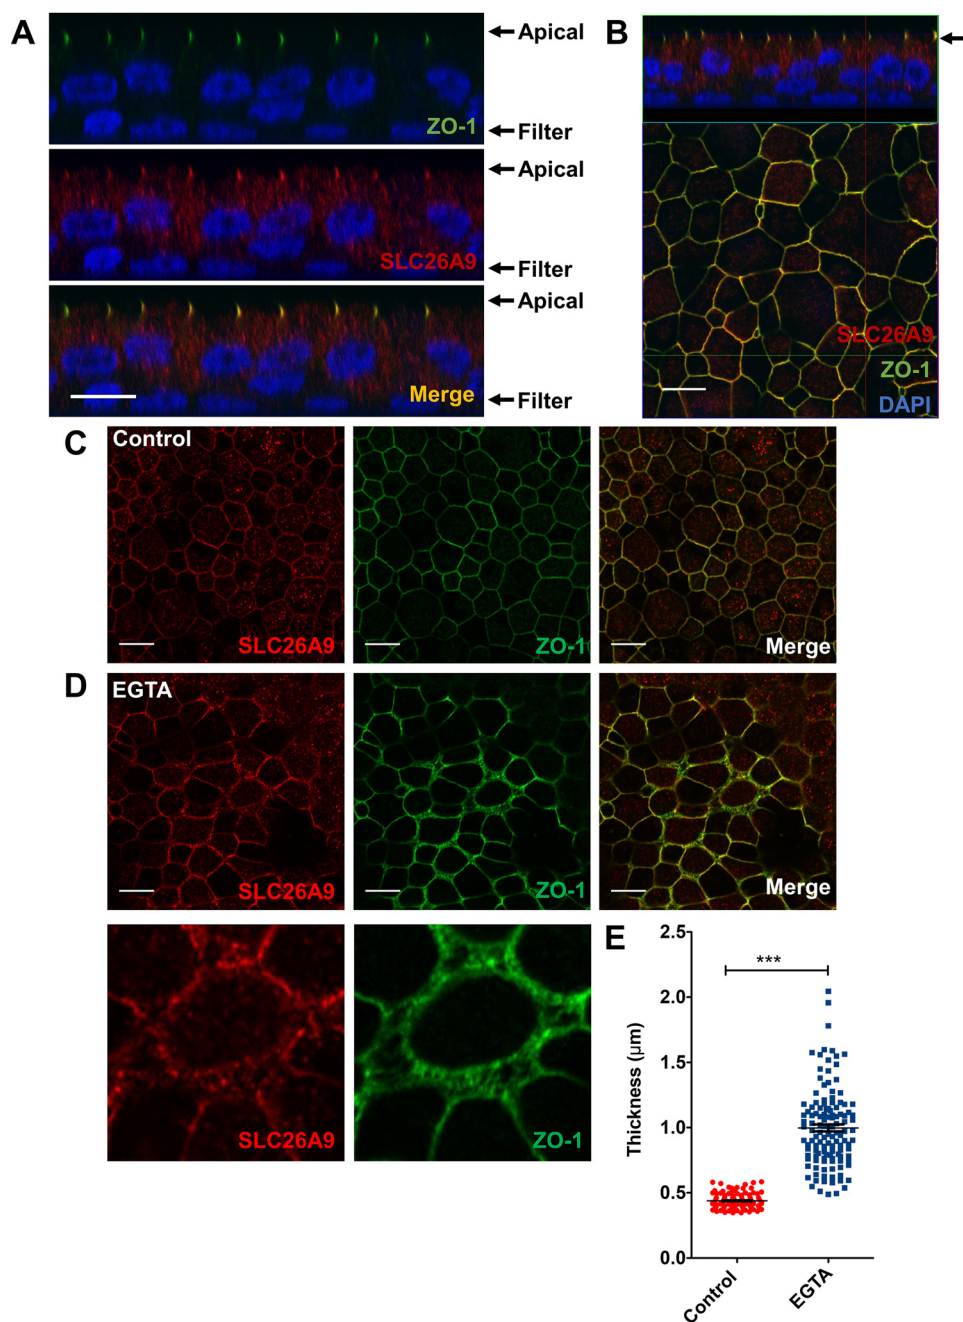 A
Apical
ZO-1
Filter
Apical
SLC26A9
Filter
Apical
Merge
Filter
B
SLC26A9
ZO-1
DAPI
C
Control
SLC26A9
ZO-1
Merge
D
EGTA
SLC26A9
ZO-1
Merge
SLC26A9
ZO-1
E
2.5
***
2.0
1.5
Thickness (μm)
1.0
0.5
0.0
Control
EGTA